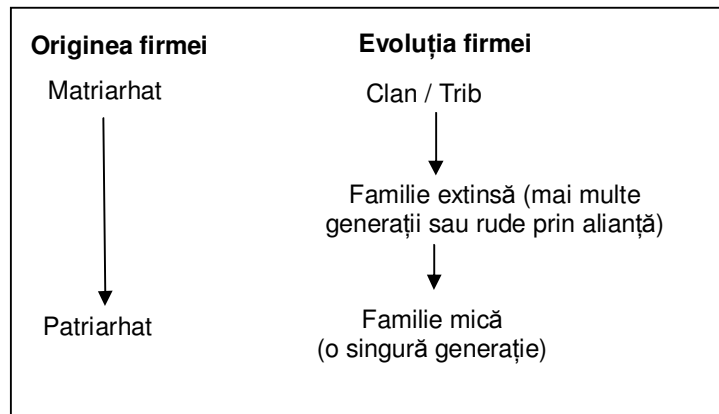 Originea firmei
Matriarhat
Patriarhat
Evoluția firmei
Clan / Trib
Familie extinsă (mai multe
generații sau rude prin alianță)
Familie mică
(o singură generație)